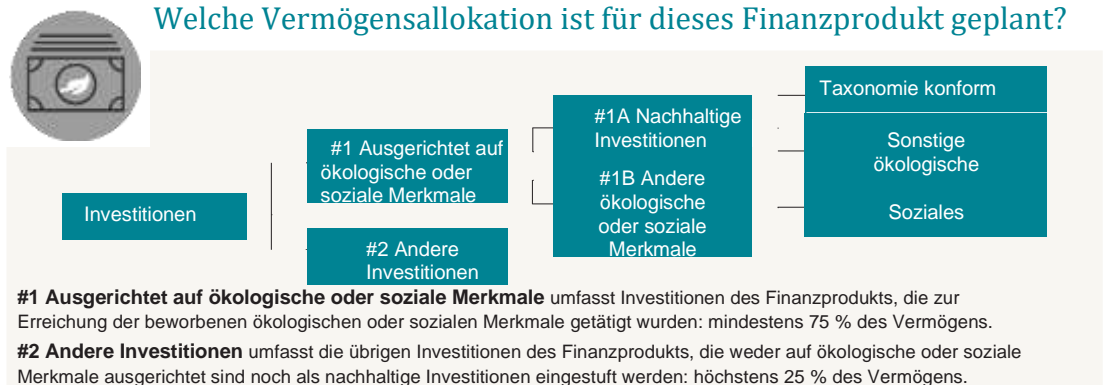 Welche Vermögensallokation ist für dieses Finanzprodukt geplant?
Investitionen
#1 Ausgerichtet auf
ökologische oder
soziale Merkmale
#2 Andere
Investitionen
#1A Nachhaltige
Investitionen
#1B Andere
ökologische
oder soziale
Merkmale
Taxonomie konform
Sonstige
ökologische
Soziales
#1 Ausgerichtet auf ökologische oder soziale Merkmale umfasst Investitionen des Finanzprodukts, die zur
Erreichung der beworbenen ökologischen oder sozialen Merkmale getätigt wurden: mindestens 75 % des Vermögens.
#2 Andere Investitionen umfasst die übrigen Investitionen des Finanzprodukts, die weder auf ökologische oder soziale
Merkmale ausgerichtet sind noch als nachhaltige Investitionen eingestuft werden: höchstens 25 % des Vermögens.